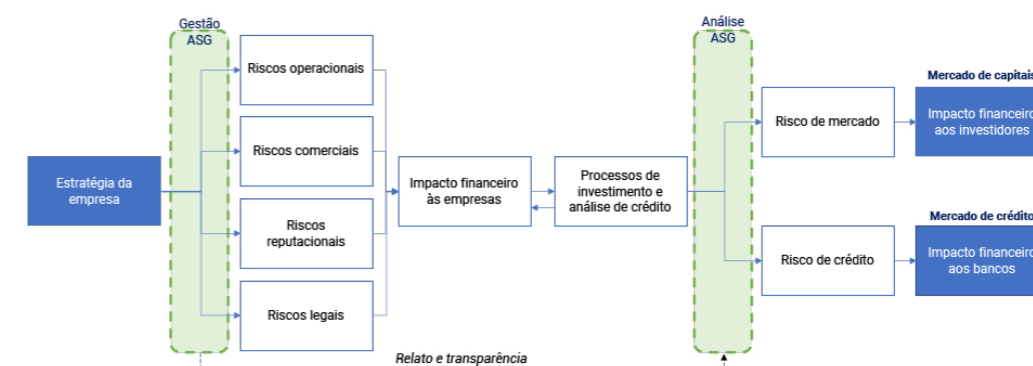 Gestão
ASG
Análise
ASG
Riscos operacionais
Riscos comerciais
Riscos
reputacionais
Riscos legais
Estratégia da
empresa
Impacto financeiro
às empresas
Processos de
investimento e
análise de crédito
Risco de mercado
Risco de crédito
Mercado de capitais
Impacto financeiro
aos investidores
Mercado de crédito
Impacto financeiro
aos bancos
Relato e transparência